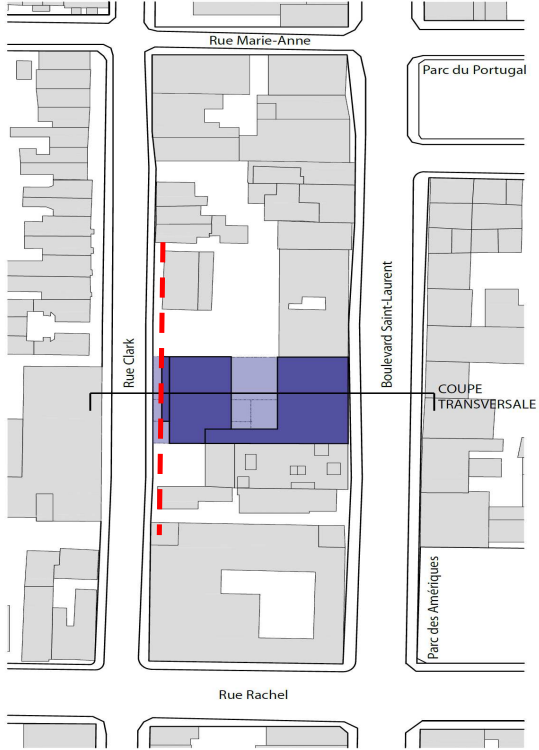 Rue Marie-Anne
Parc du Portugal
Rue Clark
Boulevard Saint-Laurent
COUPE
TRANSVERSALE
Parc des Amériques
Rue Rachel